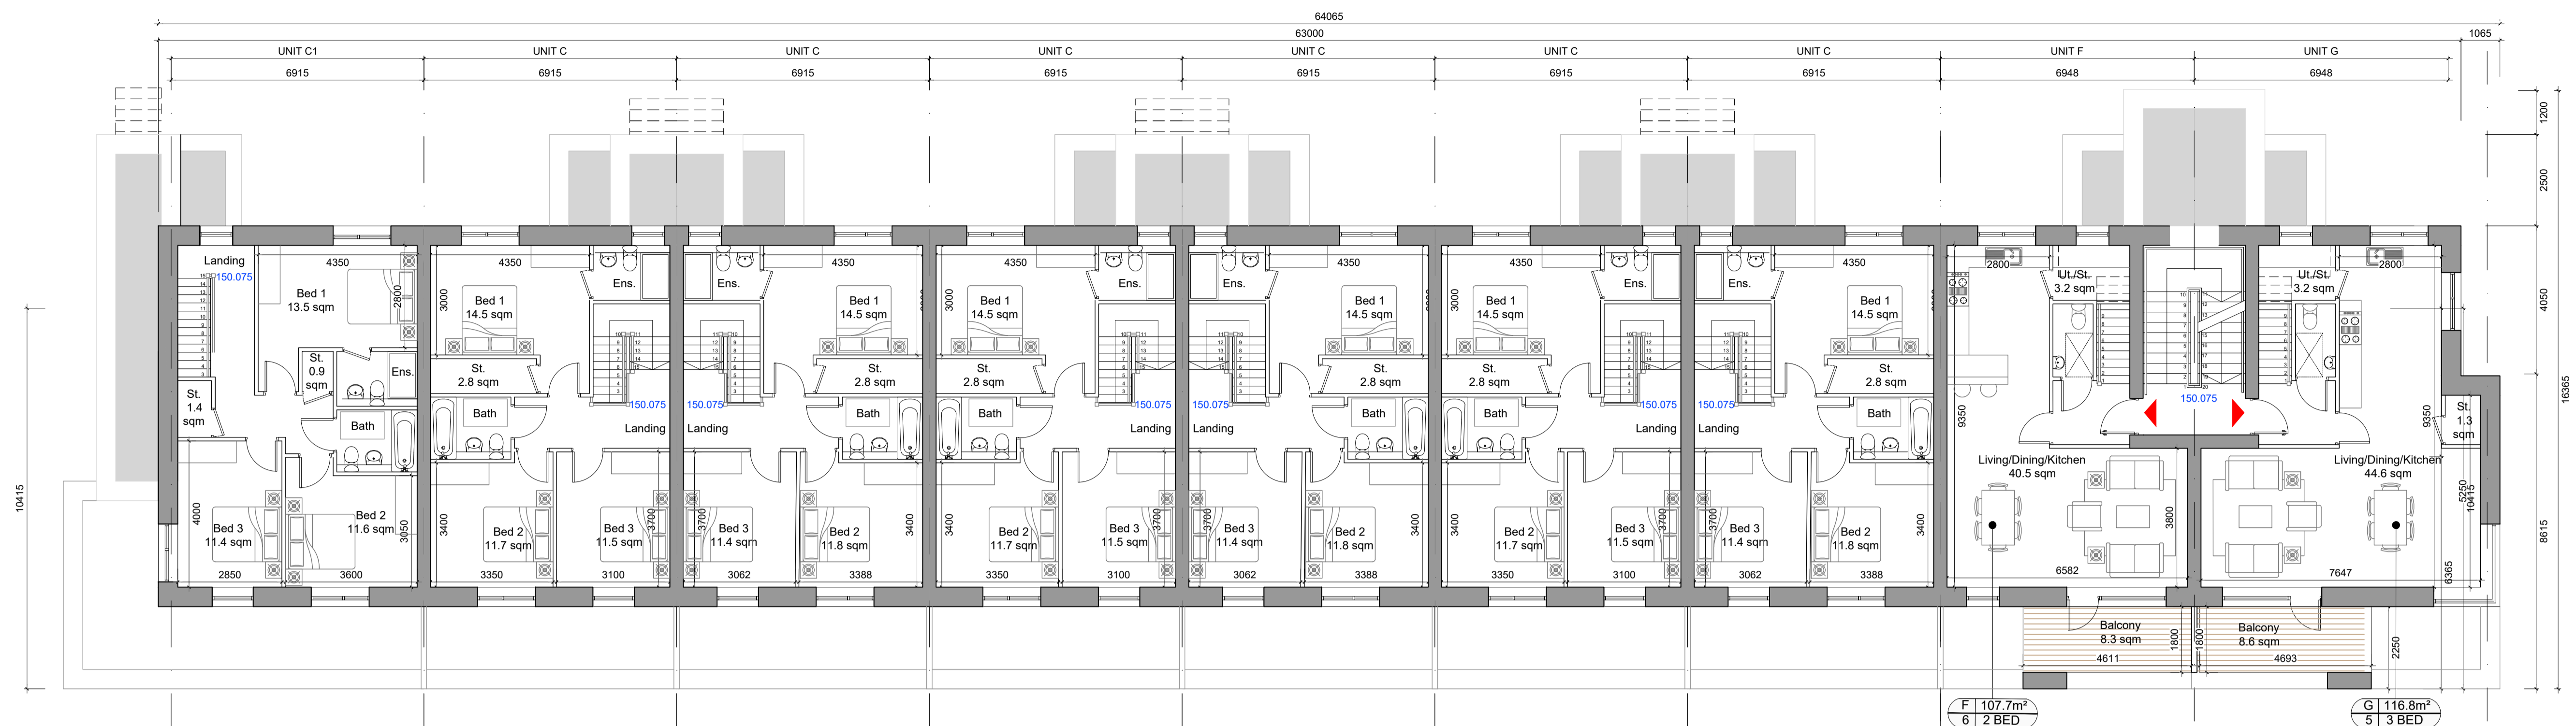 64065
63000
1065
UNIT C1
UNIT C
UNIT C
UNIT C
UNIT C
UNIT C
UNIT C
UNIT F
UNIT G
6915
6915
6915
6915
6915
6915
6915
6948
6948
1200
2500
4050
8615
16365
10415
Landing
150.075
4350
Bed 1
13.5 sqm
2800
St.
0.9
sqm
Ens.
St.
1.4
sqm
Bath
4000
Bed 3
11.4 sqm
Bed 2
11.6 sqm
3050
2850
3600
4350
3000
Bed 1
14.5 sqm
Ens.
St.
2.8 sqm
Bath
150.075
Landing
3400
Bed 2
11.7 sqm
Bed 3
11.5 sqm
3700
3350
3100
4350
Ens.
Bed 1
14.5 sqm
St.
2.8 sqm
150.075
Landing
Bath
3700
Bed 3
11.4 sqm
Bed 2
11.8 sqm
3400
3062
3388
4350
3000
Bed 1
14.5 sqm
Ens.
St.
2.8 sqm
Bath
150.075
Landing
3400
Bed 2
11.7 sqm
Bed 3
11.5 sqm
3700
3350
3100
4350
Ens.
Bed 1
14.5 sqm
St.
2.8 sqm
150.075
Landing
Bath
3700
Bed 3
11.4 sqm
Bed 2
11.8 sqm
3400
3062
3388
4350
3000
Bed 1
14.5 sqm
Ens.
St.
2.8 sqm
Bath
150.075
Landing
3400
Bed 2
11.7 sqm
Bed 3
11.5 sqm
3700
3350
3100
4350
Ens.
Bed 1
14.5 sqm
St.
2.8 sqm
150.075
Landing
Bath
3700
Bed 3
11.4 sqm
Bed 2
11.8 sqm
3400
3062
3388
2800
Ut./St.
3.2 sqm
9350
Living/Dining/Kitchen
40.5 sqm
3800
6582
150.075
Ut./St.
3.2 sqm
2800
9350
St.
1.3
sqm
Living/Dining/Kitchen
44.6 sqm
5250
10415
7647
6365
Balcony
8.3 sqm
1800
4611
1800
Balcony
8.6 sqm
4693
2250
F 107.7m²
6 2 BED
G 116.8m²
5 3 BED